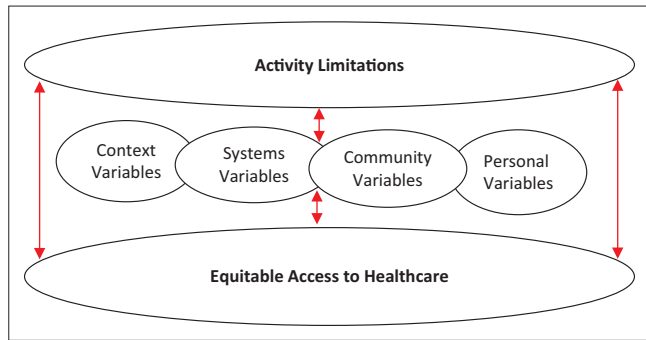 Activity Limitations
Context
Variables
Systems
Variables
Community
Variables
Personal
Variables
Equitable Access to Healthcare